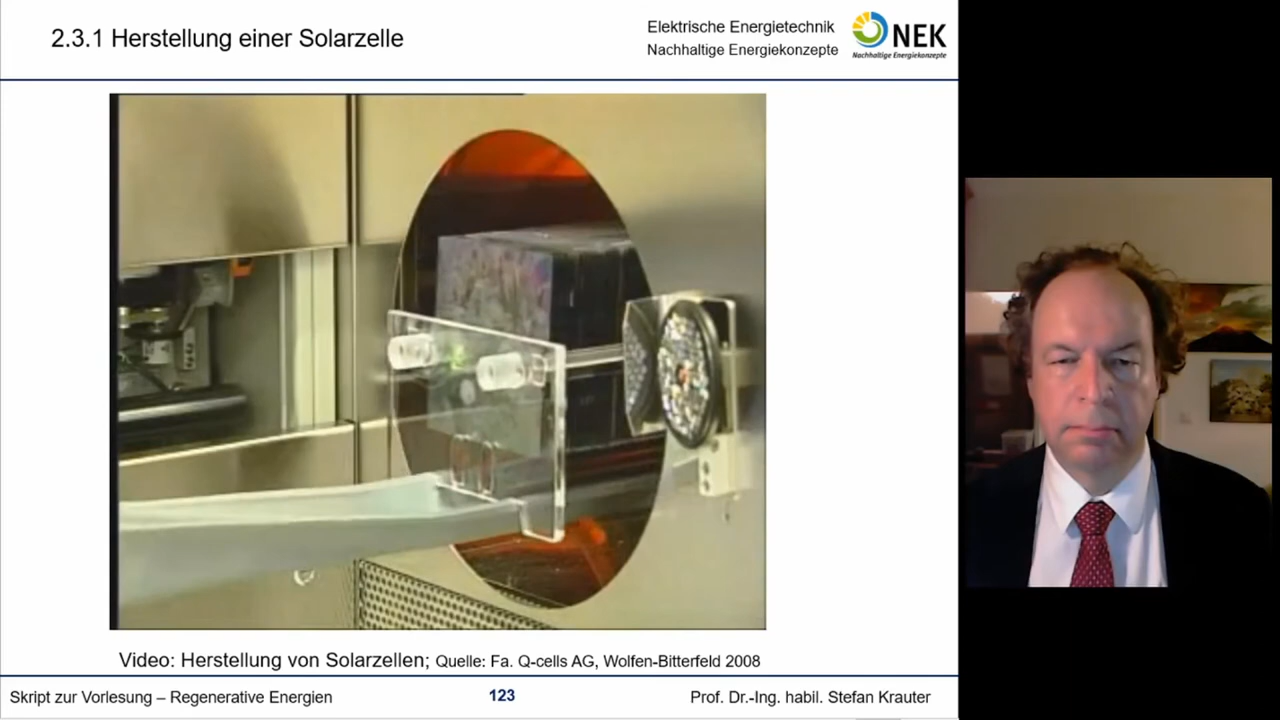 2.3.1 Herstellung einer Solarzelle
Elektrische Energietechnik
Nachhaltige Energiekonzepte
NEK
Nachhaltige Energiekonzepte
Video: Herstellung von Solarzellen; Quelle: Fa. Q-cells AG, Wolfen-Bitterfeld 2008
Skript zur Vorlesung – Regenerative Energien
123
Prof. Dr.-Ing. habil. Stefan Krauter